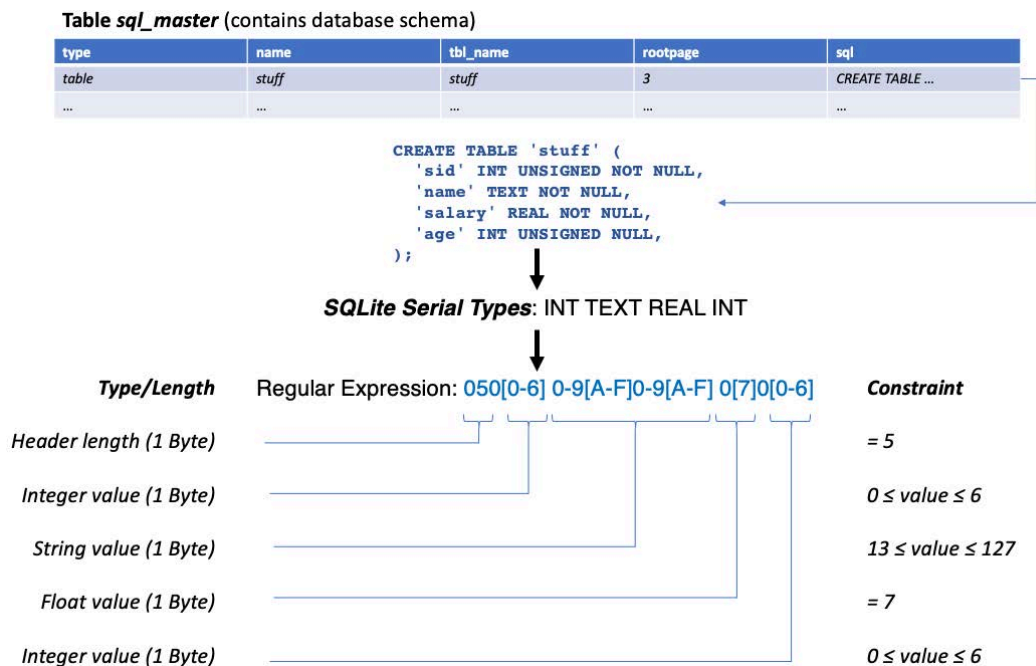 Table sql_master (contains database schema)
type name tbl_name rootpage sql
table stuff stuff 3 CREATE TABLE ...
... ... ... ... ...
CREATE TABLE 'stuff' (
'sid' INT UNSIGNED NOT NULL,
'name' TEXT NOT NULL,
'salary' REAL NOT NULL,
'age' INT UNSIGNED NULL,
);
SQLite Serial Types: INT TEXT REAL INT
Type/Length Regular Expression: 050[0-6] 0-9[A-F]0-9[A-F] 0[7]0[0-6] Constraint
Header length (1 Byte) = 5
Integer value (1 Byte) 0 ≤ value ≤ 6
String value (1 Byte) 13 ≤ value ≤ 127
Float value (1 Byte) = 7
Integer value (1 Byte) 0 ≤ value ≤ 6